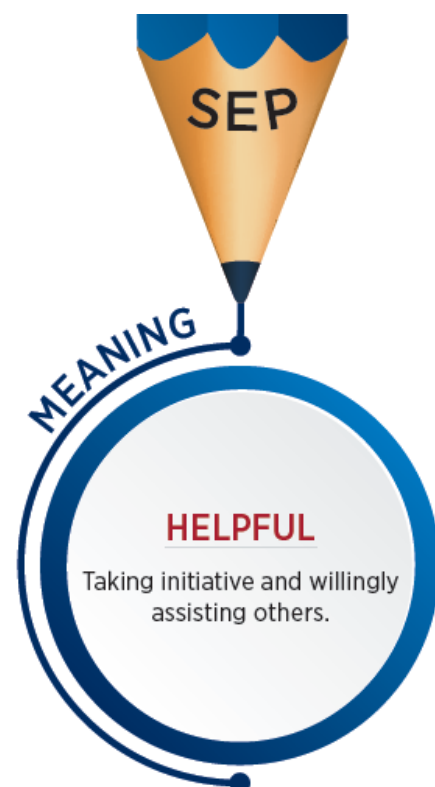 SEP
MEANING
HELPFUL
Taking initiative and willingly
assisting others.